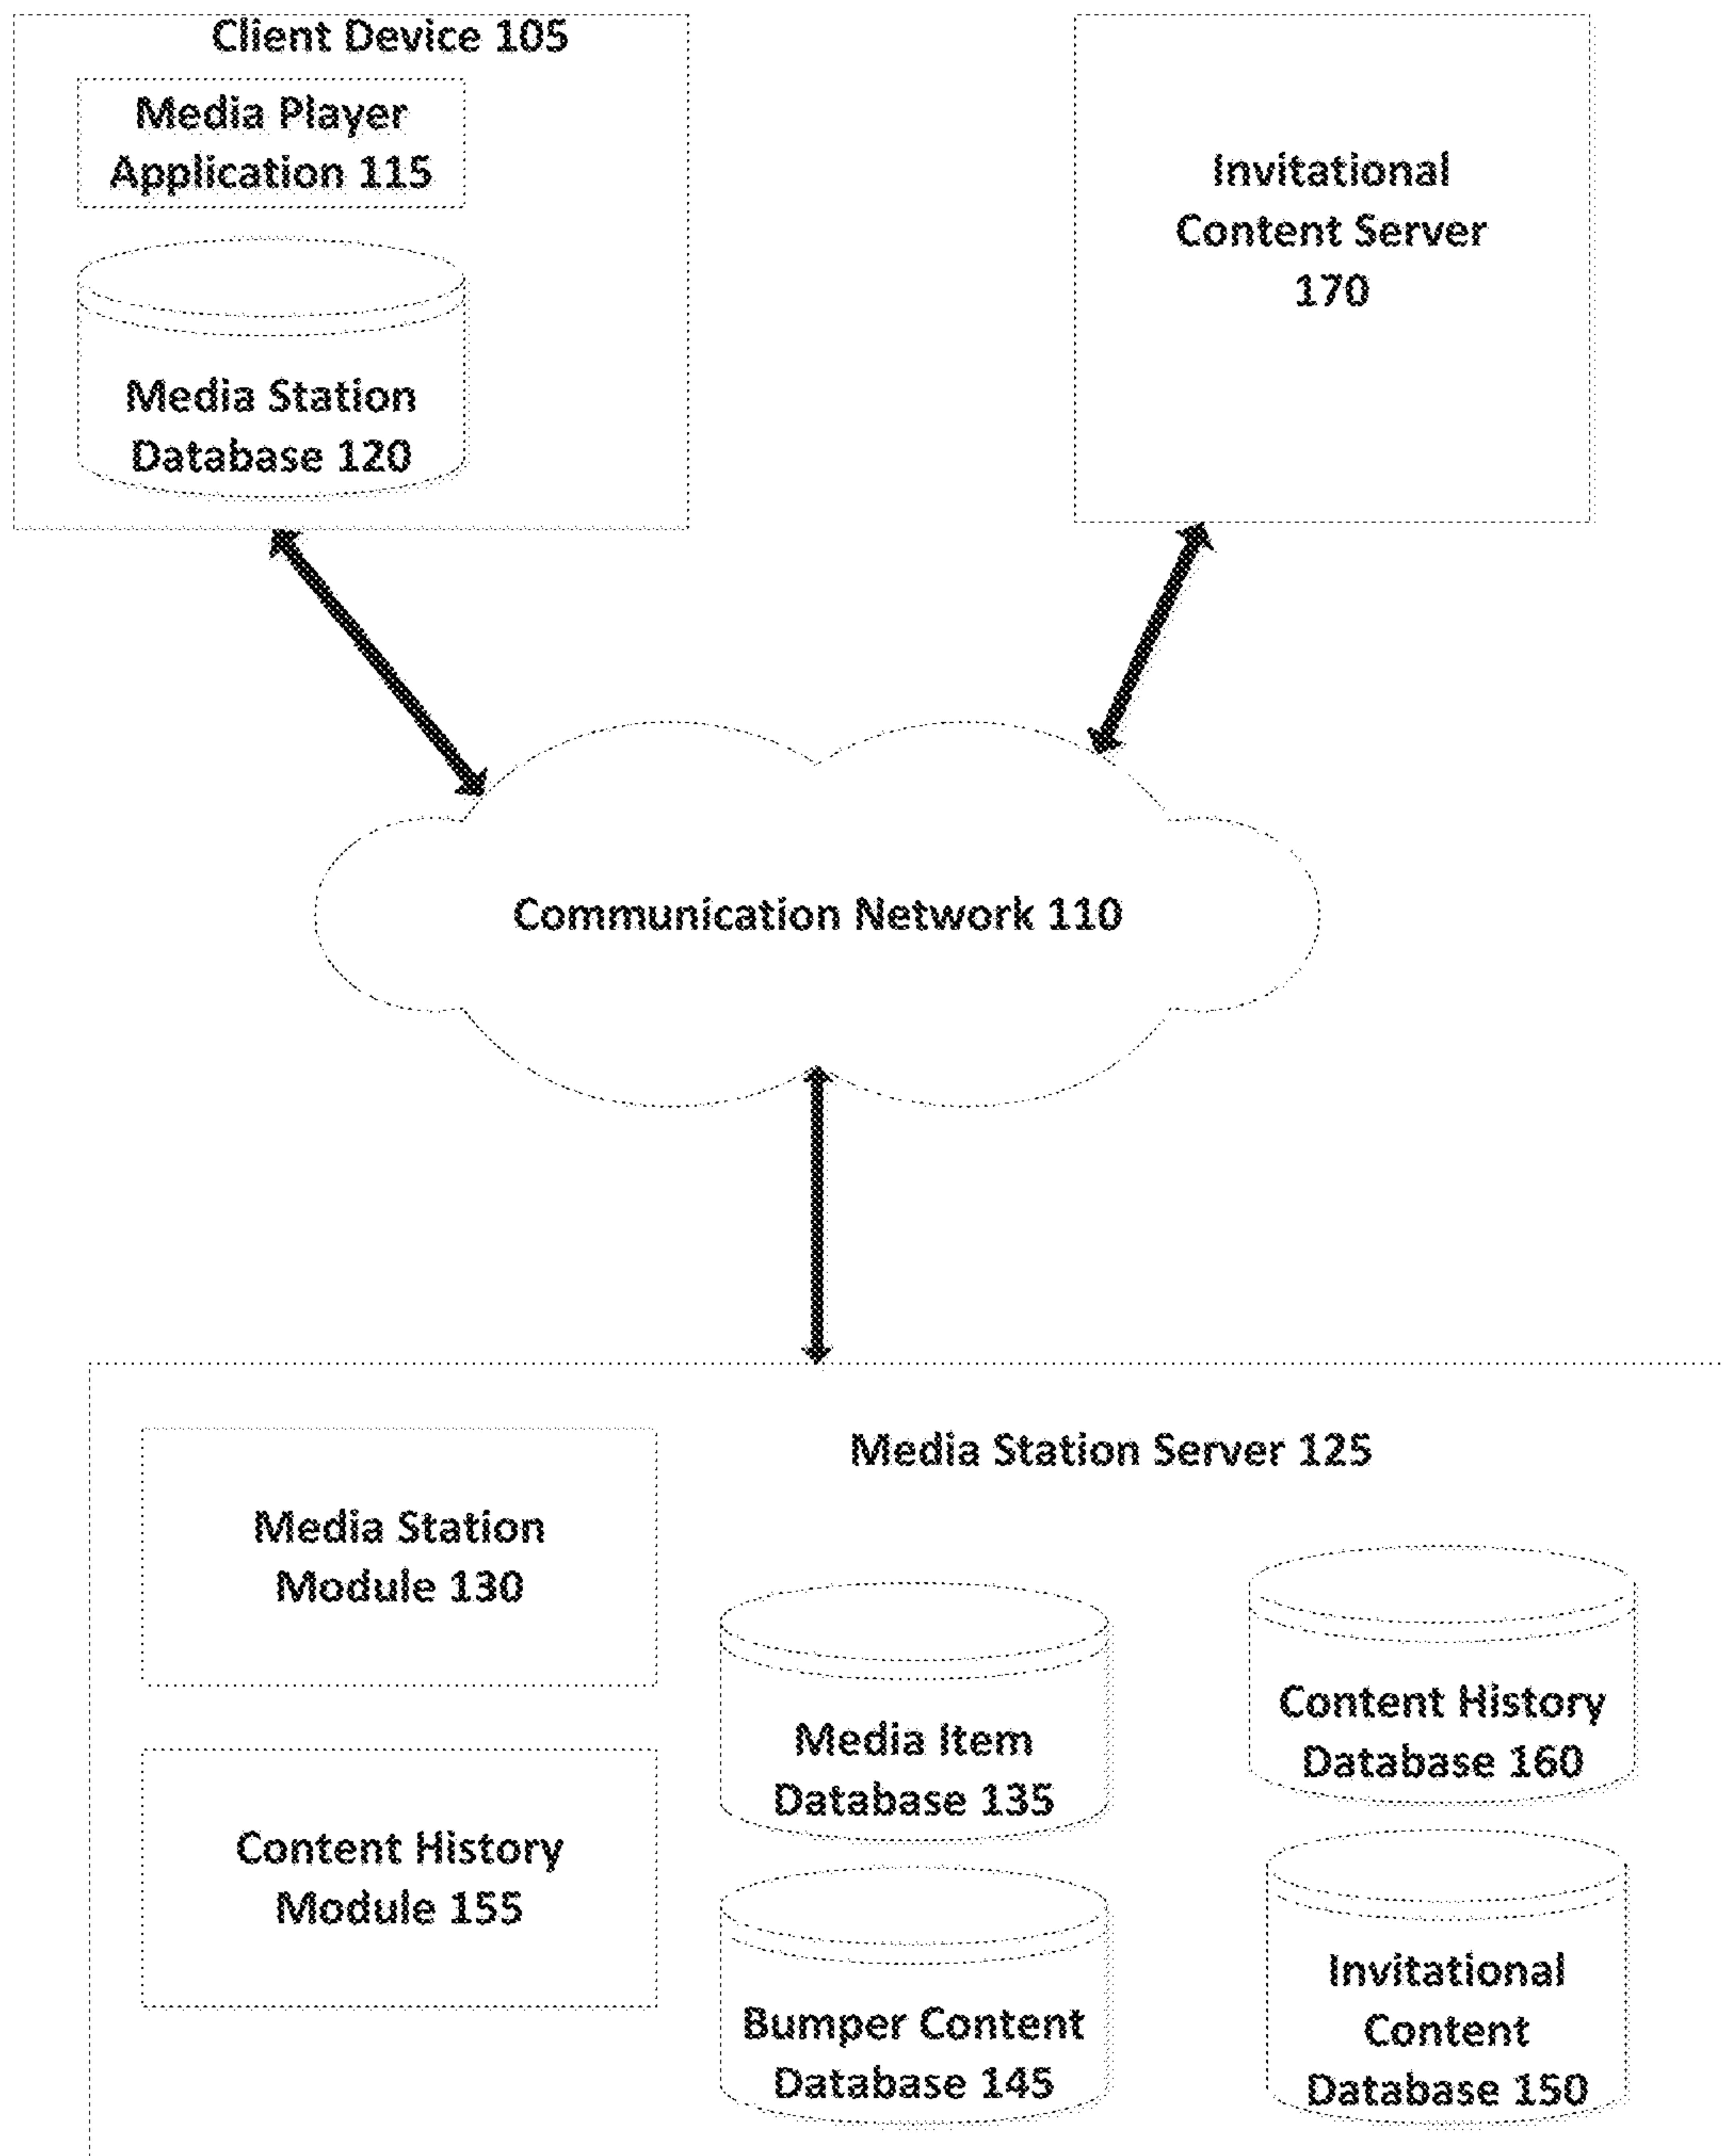 Client Device 105
Media Player
Application 115
Media Station
Database 120
Invitational
Content Server
170
Communication Network 110
Media Station Server 125
Media Station
Module 130
Content History
Module 155
Media Item
Database 135
Content History
Database 160
Bumper Content
Database 145
Invitational
Content
Database 150